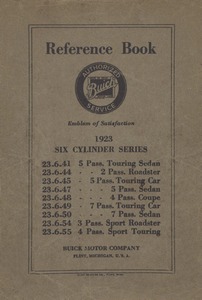 Reference Book
AUTHORIZED
Buick
SERVICE
Emblem of Satisfaction
1923
SIX CYLINDER SERIES
23.6.41 5 Pass. Touring Sedan
23.6.44 - - 2 Pass. Roadster
23.6.45 - 5 Pass. Touring Car
23.6.47 - - 5 Pass. Sedan
23.6.48 - - 4 Pass. Coupe
23.6.49 - 7 Pass. Touring Car
23.6.50 - - 7 Pass. Sedan
23.6.54 3 Pass. Sport Roadster
23.6.55 4 Pass. Sport Touring
BUICK MOTOR COMPANY
FLINT, MICHIGAN, U.S.A.